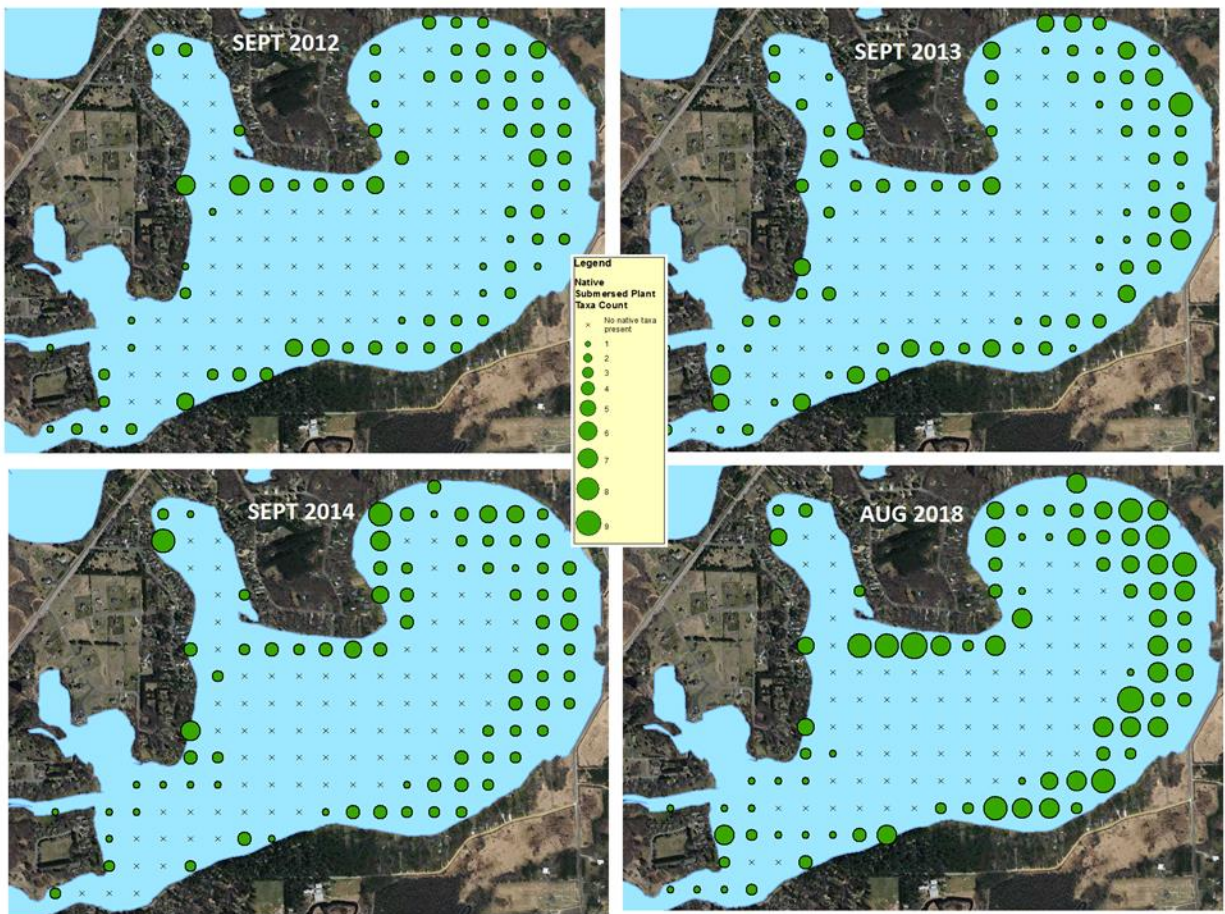 SEPT 2012
SEPT 2013
Legend
Native
Submersed Plant
Taxa Count
No native taxa
present
1
2
3
4
5
6
7
8
9
SEPT 2014
AUG 2018